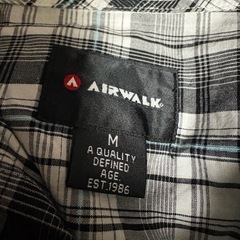 AIRWALK
M
A QUALITY
DEFINED
AGE.
EST.1986